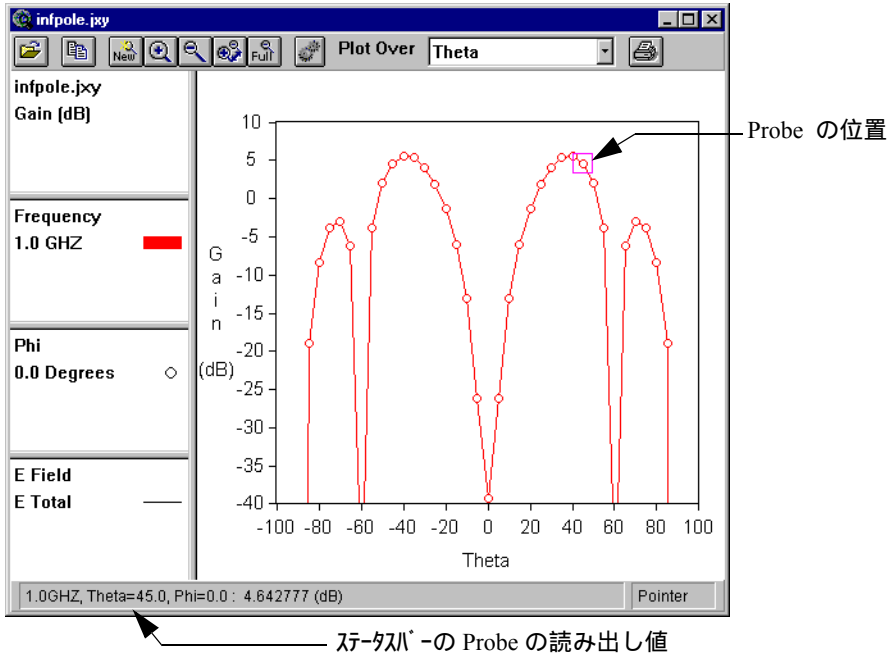 infpole.jxy
New
Full
Plot Over
Theta
infpole.jxy
Gain (dB)
Frequency
1.0 GHZ
Phi
0.0 Degrees
E Field
E Total
10
5
0
-5
-10
-15
-20
-25
-30
-35
-40
Gain
(dB)
-100 -80 -60 -40 -20 0 20 40 60 80 100
Theta
Probe の位置
1.0GHZ, Theta=45.0, Phi=0.0 : 4.642777 (dB)
Pointer
ｽﾃｰﾀｽﾊﾞｰの Probe の読み出し値